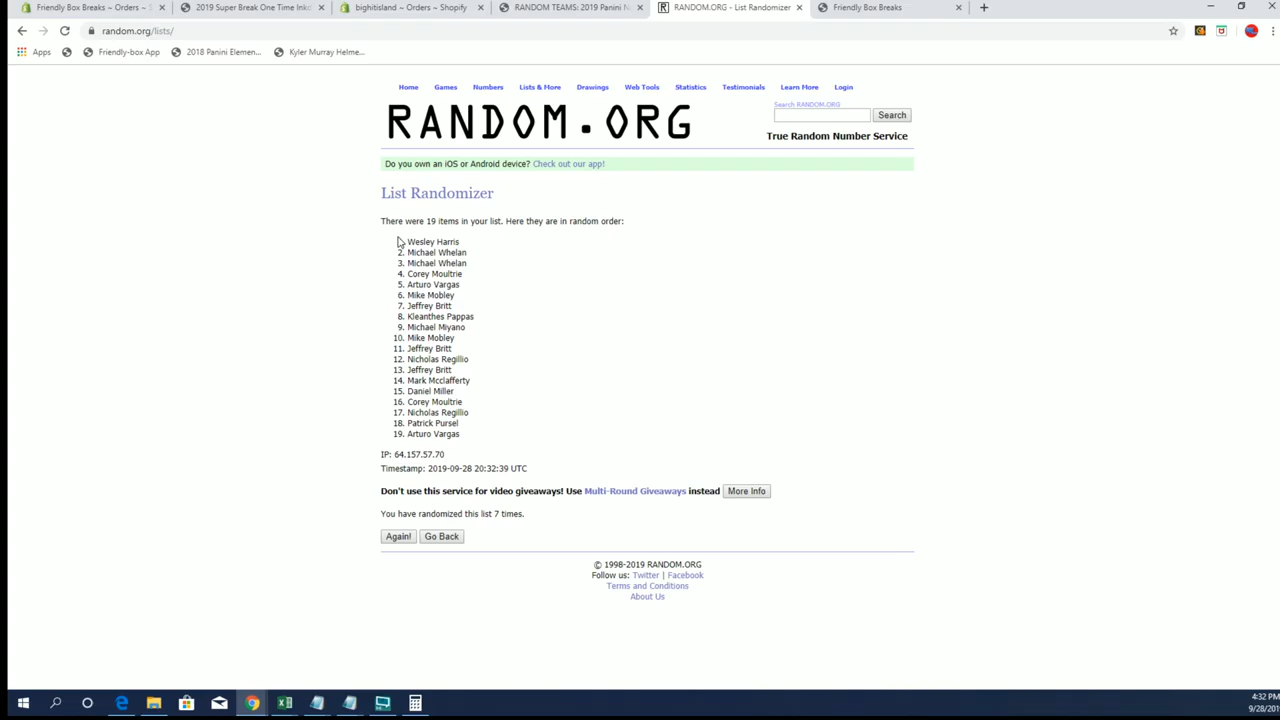 Friendly Box Breaks ~ Orders ~ S
2019 Super Break One Time Inkd
bighitisland ~ Orders ~ Shopify
RANDOM TEAMS: 2019 Panini N
RANDOM.ORG - List Randomizer
Friendly Box Breaks
random.org/lists/
Apps
Friendly-box App
2018 Panini Elemen...
Kyler Murray Helme...
Home
Games
Numbers
Lists & More
Drawings
Web Tools
Statistics
Testimonials
Learn More
Login
RANDOM.ORG
Search RANDOM.ORG
Search
True Random Number Service
Do you own an iOS or Android device? Check out our app!
List Randomizer
There were 19 items in your list. Here they are in random order:
Wesley Harris
2. Michael Whelan
3. Michael Whelan
4. Corey Moultrie
5. Arturo Vargas
6. Mike Mobley
7. Jeffrey Britt
8. Kleanthes Pappas
9. Michael Miyano
10. Mike Mobley
11. Jeffrey Britt
12. Nicholas Regillio
13. Jeffrey Britt
14. Mark Mcclafferty
15. Daniel Miller
16. Corey Moultrie
17. Nicholas Regillio
18. Patrick Pursel
19. Arturo Vargas
IP: 64.157.57.70
Timestamp: 2019-09-28 20:32:39 UTC
Don't use this service for video giveaways! Use Multi-Round Giveaways instead
More Info
You have randomized this list 7 times.
Again!
Go Back
© 1998-2019 RANDOM.ORG
Follow us: Twitter | Facebook
Terms and Conditions
About Us
4:32 PM
9/28/201